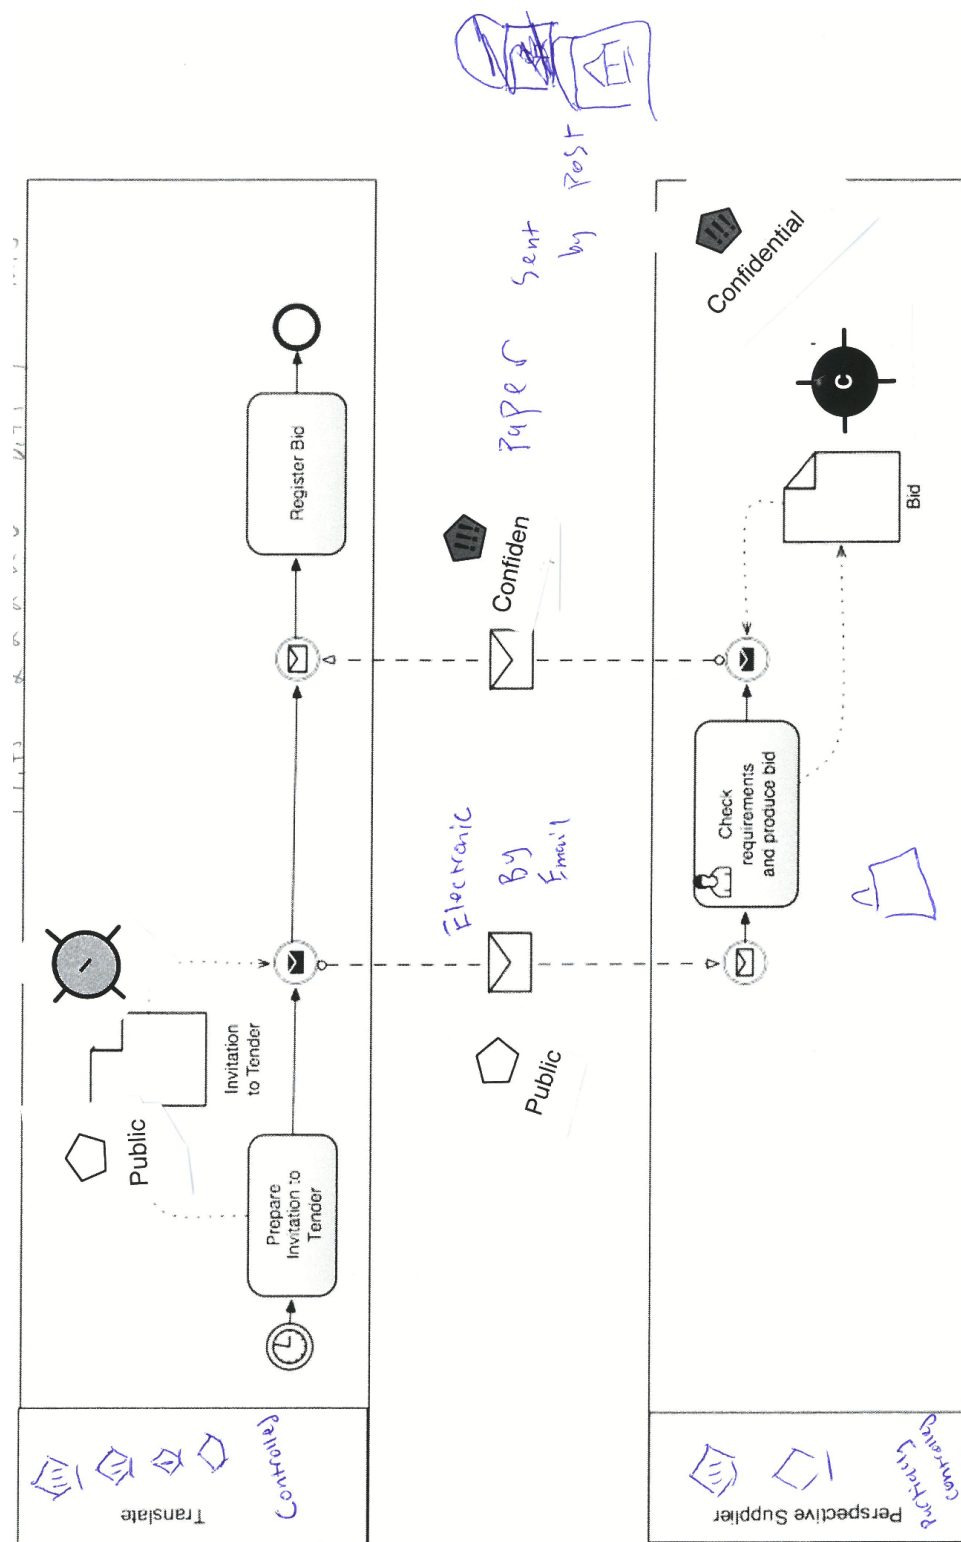 Translate
Controlled
Prepare
Invitation to
Tender
Public
Invitation
to Tender
Register Bid
Public
Electronic
By
Email
Confiden
!!!
Paper sent
by post
Perspective Supplier
Partially
Controlled
Check
requirements
and produce bid
Bid
C
Confidential
!!!